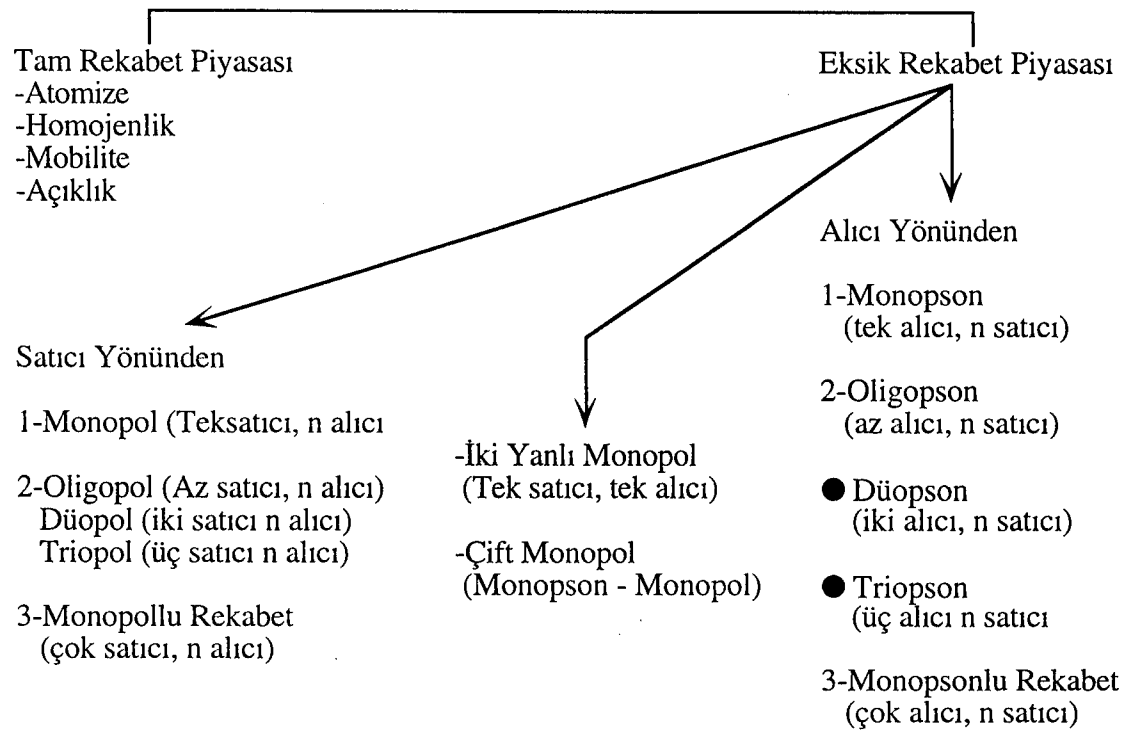 Tam Rekabet Piyasası
-Atomize
-Homojenlik
-Mobilite
-Açıklık
Eksik Rekabet Piyasası
Satıcı Yönünden
1-Monopol (Teksatıcı, n alıcı
2-Oligopol (Az satıcı, n alıcı)
Düopol (iki satıcı n alıcı)
Triopol (üç satıcı n alıcı)
3-Monopollu Rekabet
(çok satıcı, n alıcı)
-İki Yanlı Monopol
(Tek satıcı, tek alıcı)
-Çift Monopol
(Monopson - Monopol)
Alıcı Yönünden
1-Monopson
(tek alıcı, n satıcı)
2-Oligopson
(az alıcı, n satıcı)
● Düopson
(iki alıcı, n satıcı)
● Triopson
(üç alıcı n satıcı
3-Monopsonlu Rekabet
(çok alıcı, n satıcı)